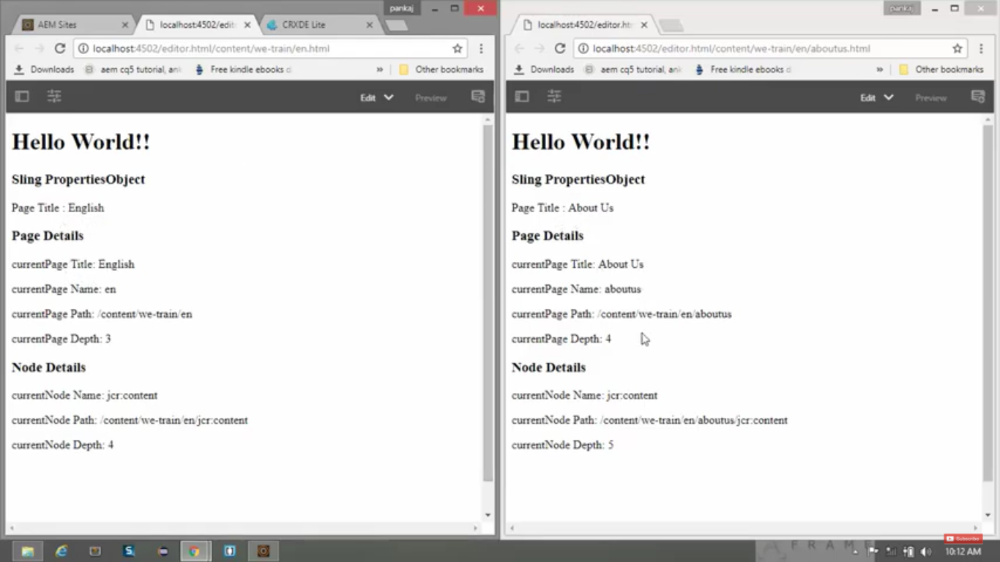 pankaj
AEM Sites
localhost:4502/edit
CRXDE Lite
localhost:4502/editor.html/content/we-train/en.html
Downloads
aem cq5 tutorial, ank
Free kindle ebooks d
»
Other bookmarks
Edit
Preview
Hello World!!
Sling PropertiesObject
Page Title : English
Page Details
currentPage Title: English
currentPage Name: en
currentPage Path: /content/we-train/en
currentPage Depth: 3
Node Details
currentNode Name: jcr:content
currentNode Path: /content/we-train/en/jcr:content
currentNode Depth: 4
pankaj
localhost:4502/editor.htm
localhost:4502/editor.html/content/we-train/en/aboutus.html
Downloads
aem cq5 tutorial, ank
Free kindle ebooks d
»
Other bookmarks
Edit
Preview
Hello World!!
Sling PropertiesObject
Page Title : About Us
Page Details
currentPage Title: About Us
currentPage Name: aboutus
currentPage Path: /content/we-train/en/aboutus
currentPage Depth: 4
Node Details
currentNode Name: jcr:content
currentNode Path: /content/we-train/en/aboutus/jcr:content
currentNode Depth: 5
Subscribe
A FRAME
10:12 AM